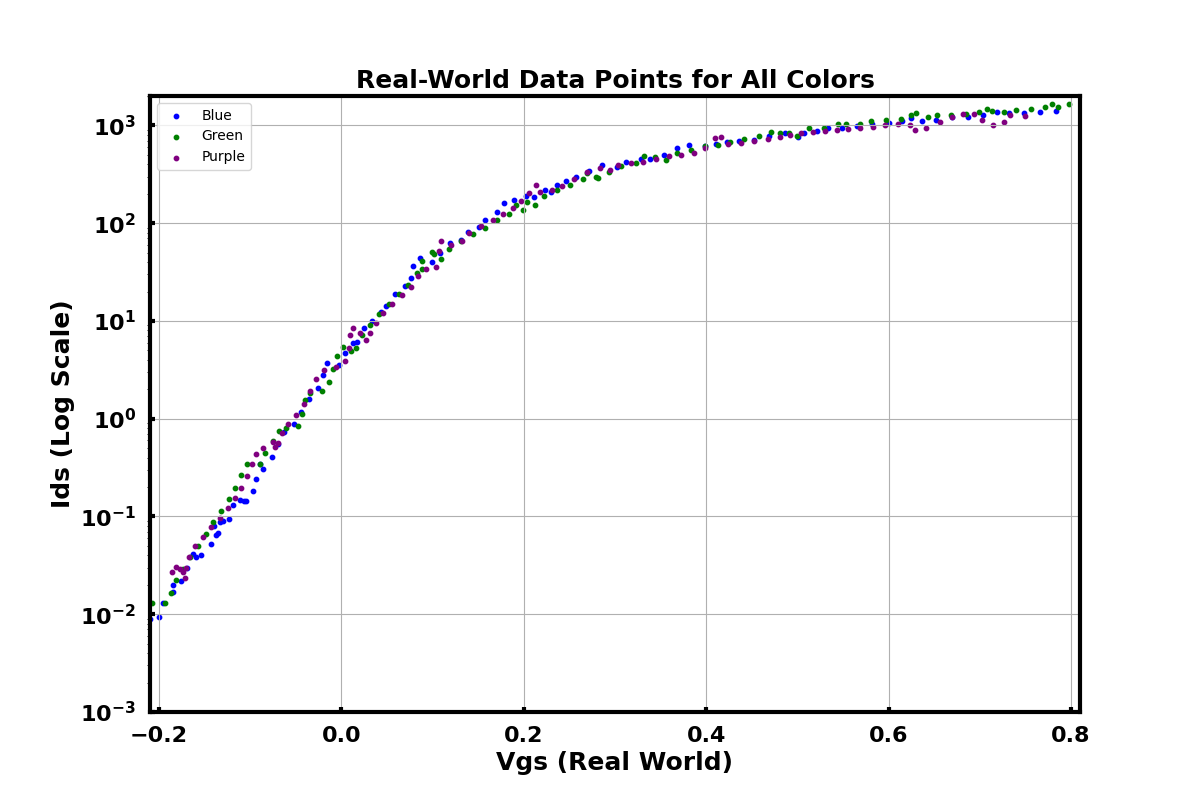 Real-World Data Points for All Colors
Blue
Green
Purple
10³
10²
10¹
10⁰
10⁻¹
10⁻²
10⁻³
Ids (Log Scale)
−0.2 0.0 0.2 0.4 0.6 0.8
Vgs (Real World)